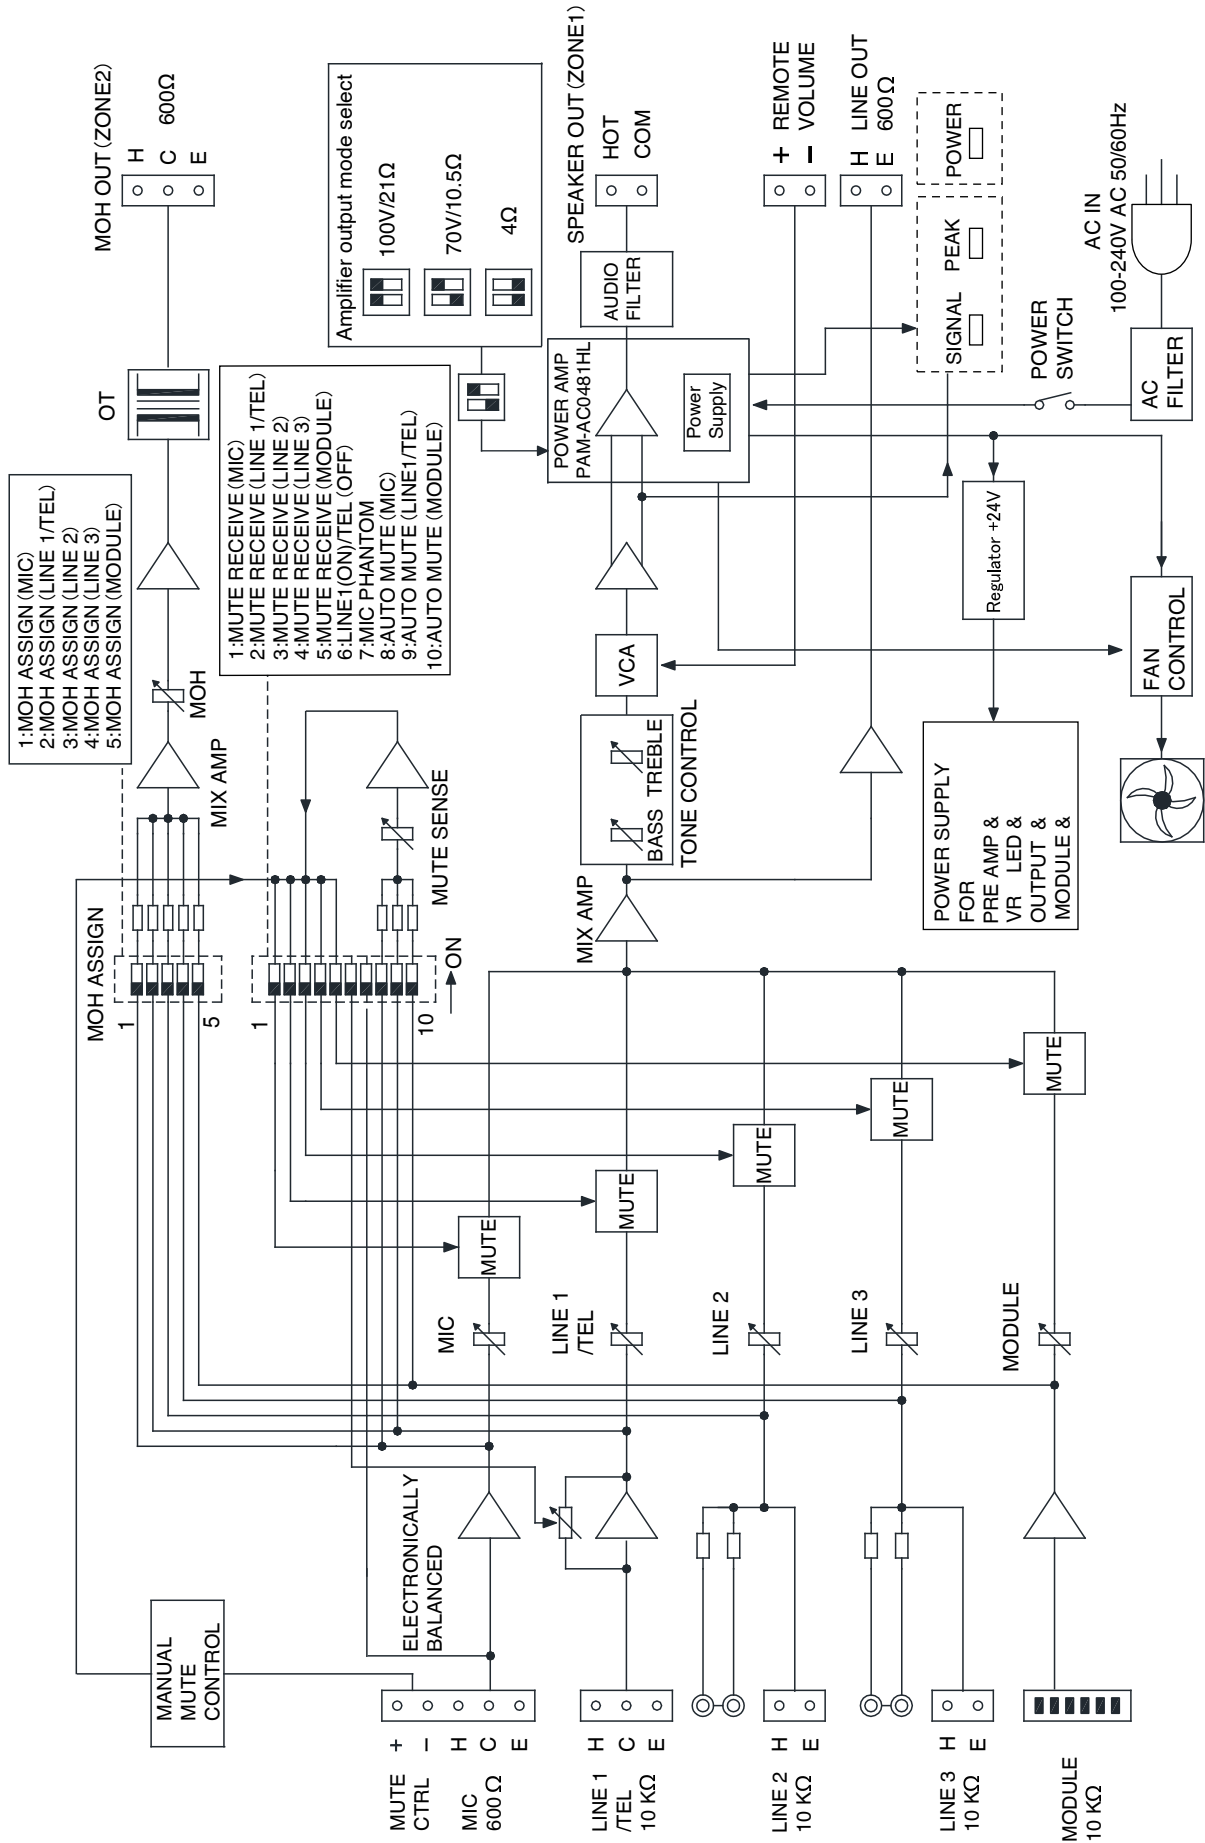 MUTE
CTRL
+
−
MIC
600 Ω
H
C
E
LINE 1
/TEL
10 KΩ
H
C
E
LINE 2
10 KΩ
H
E
LINE 3
10 KΩ
H
E
MODULE
10 KΩ
MANUAL
MUTE
CONTROL
ELECTRONICALLY
BALANCED
MIC
LINE 1
/TEL
LINE 2
LINE 3
MODULE
MUTE
MUTE
MUTE
MUTE
MUTE
MOH ASSIGN
1
5
1
10
ON
MUTE SENSE
MIX AMP
MOH
1:MOH ASSIGN (MIC)
2:MOH ASSIGN (LINE 1/TEL)
3:MOH ASSIGN (LINE 2)
4:MOH ASSIGN (LINE 3)
5:MOH ASSIGN (MODULE)
1:MUTE RECEIVE (MIC)
2:MUTE RECEIVE (LINE 1/TEL)
3:MUTE RECEIVE (LINE 2)
4:MUTE RECEIVE (LINE 3)
5:MUTE RECEIVE (MODULE)
6:LINE1(ON)/TEL (OFF)
7:MIC PHANTOM
8:AUTO MUTE (MIC)
9:AUTO MUTE (LINE1/TEL)
10:AUTO MUTE (MODULE)
OT
MOH OUT (ZONE2)
H
C
E
600Ω
Amplifier output mode select
100V/21Ω
70V/10.5Ω
4Ω
MIX AMP
BASS TREBLE
TONE CONTROL
VCA
POWER AMP
PAM-AC0481HL
Power
Supply
AUDIO
FILTER
SPEAKER OUT (ZONE1)
HOT
COM
+ REMOTE
− VOLUME
H LINE OUT
E 600Ω
SIGNAL PEAK
POWER
POWER SUPPLY
FOR
PRE AMP &
VR LED &
OUTPUT &
MODULE &
Regulator +24V
FAN
CONTROL
POWER
SWITCH
AC
FILTER
AC IN
100-240V AC 50/60Hz